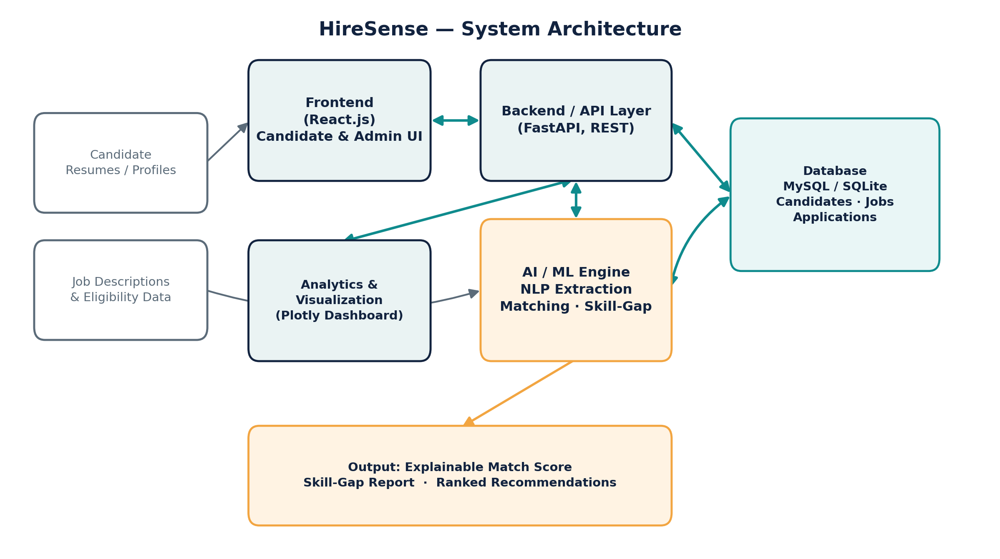 HireSense — System Architecture
Frontend
(React.js)
Candidate & Admin UI
Backend / API Layer
(FastAPI, REST)
Candidate
Resumes / Profiles
Database
MySQL / SQLite
Candidates · Jobs
Applications
Job Descriptions
& Eligibility Data
Analytics &
Visualization
(Plotly Dashboard)
AI / ML Engine
NLP Extraction
Matching · Skill-Gap
Output: Explainable Match Score
Skill-Gap Report · Ranked Recommendations